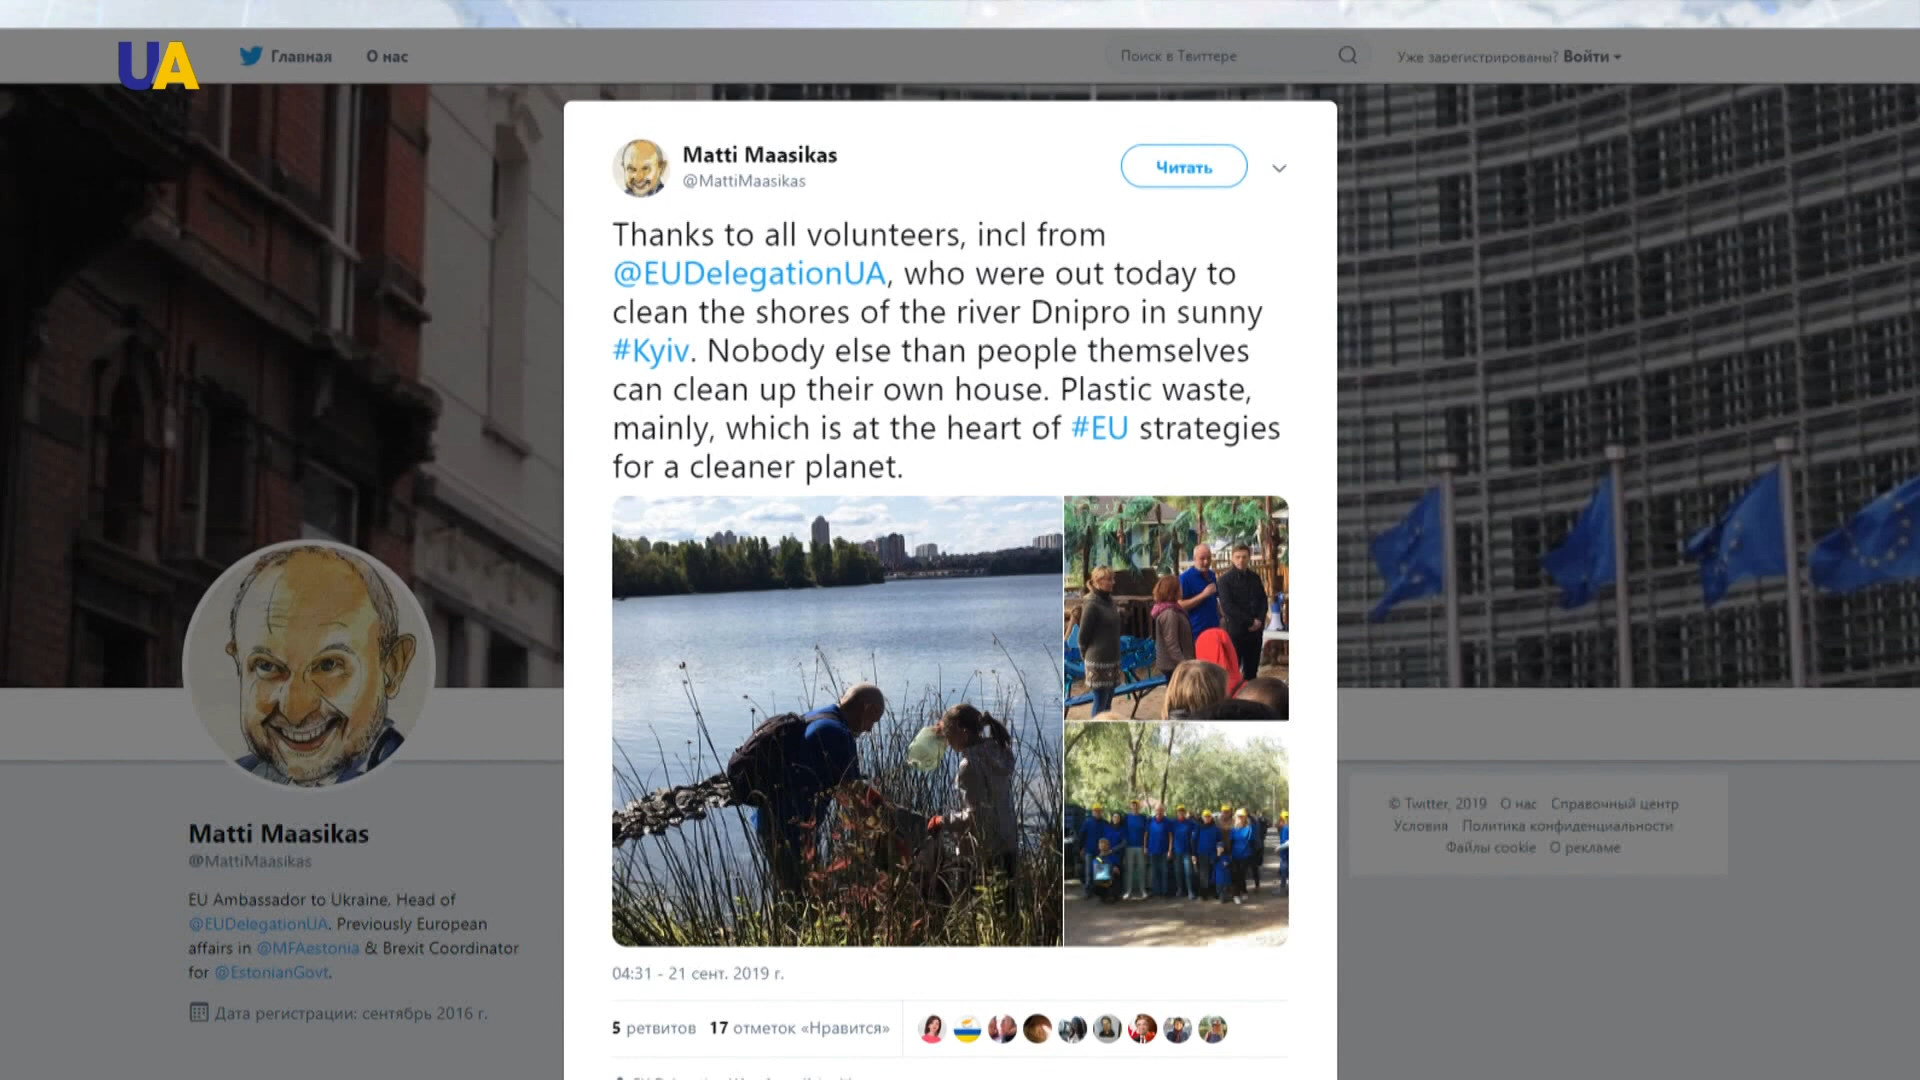 UA
Главная
О нас
Поиск в Твиттере
Уже зарегистрированы? Войти
Matti Maasikas
@MattiMaasikas
Читать
Thanks to all volunteers, incl from
@EUDelegationUA, who were out today to
clean the shores of the river Dnipro in sunny
#Kyiv. Nobody else than people themselves
can clean up their own house. Plastic waste,
mainly, which is at the heart of #EU strategies
for a cleaner planet.
04:31 - 21 сент. 2019 г.
5 ретвитов 17 отметок «Нравится»
Matti Maasikas
@MattiMaasikas
EU Ambassador to Ukraine, Head of
@EUDelegationUA. Previously European
affairs in @MFAestonia & Brexit Coordinator
for @EstonianGovt.
Дата регистрации: сентябрь 2016 г.
© Twitter, 2019 О нас Справочный центр
Условия Политика конфиденциальности
Файлы cookie О рекламе